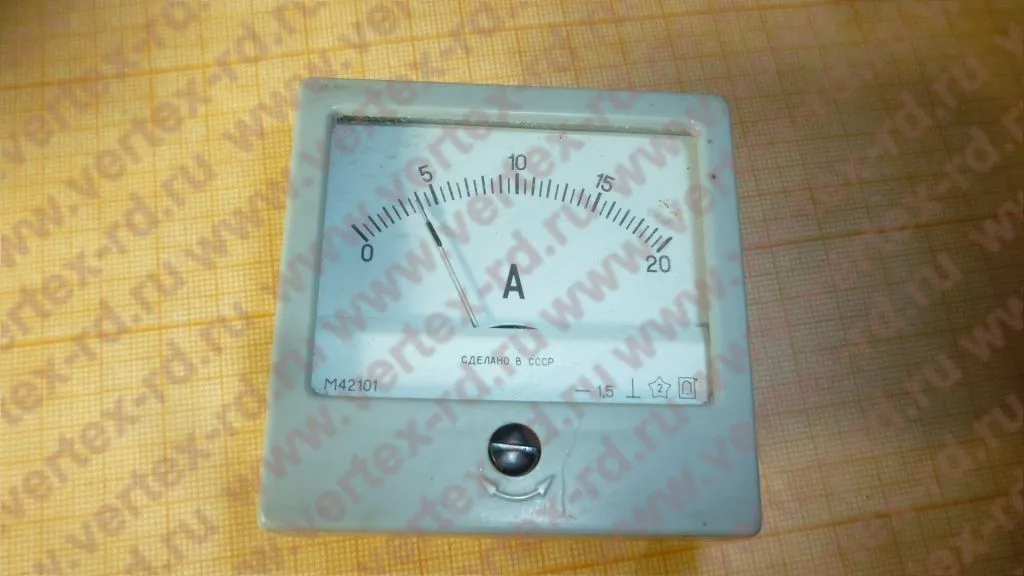 www.vertex-rd.ru
0 5 10 15 20
A
СДЕЛАНО В СССР
М42101
1,5
2